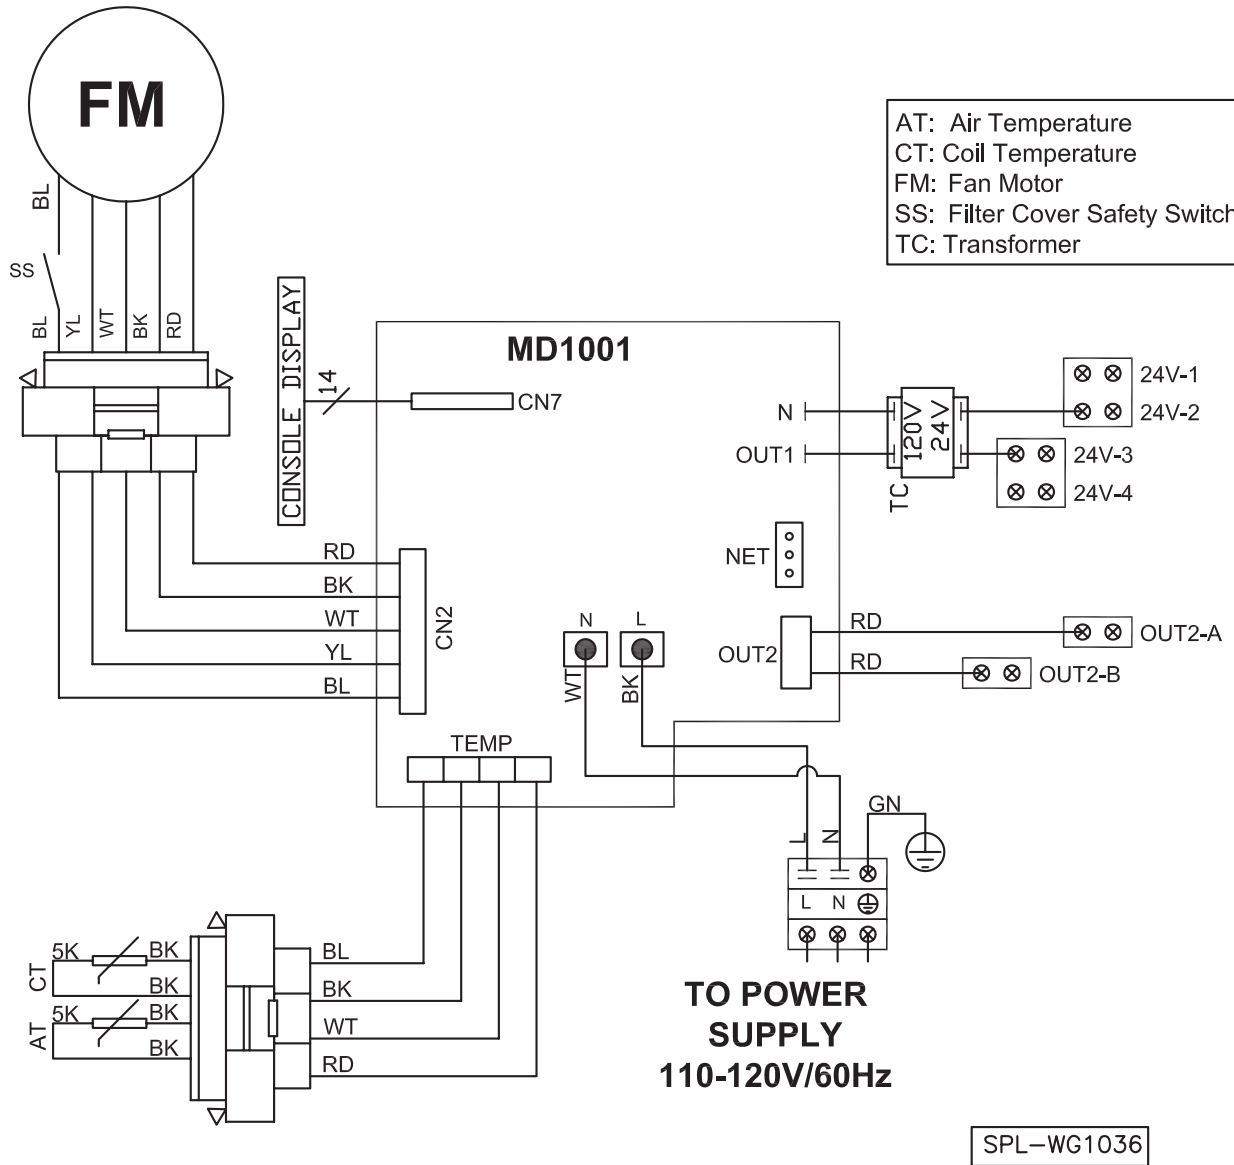 FM
AT: Air Temperature
CT: Coil Temperature
FM: Fan Motor
SS: Filter Cover Safety Switch
TC: Transformer
BL
SS
BL
YL
WT
BK
RD
CONSOLE DISPLAY
14
MD1001
CN7
N
OUT1
120V
24V
TC
24V-1
24V-2
24V-3
24V-4
NET
RD
BK
WT
YL
BL
CN2
N
L
WT
BK
OUT2
RD
RD
OUT2-A
OUT2-B
TEMP
L
N
GN
L N
CT
5K
BK
BK
AT
5K
BK
BK
BL
BK
WT
RD
TO POWER
SUPPLY
110-120V/60Hz
SPL-WG1036